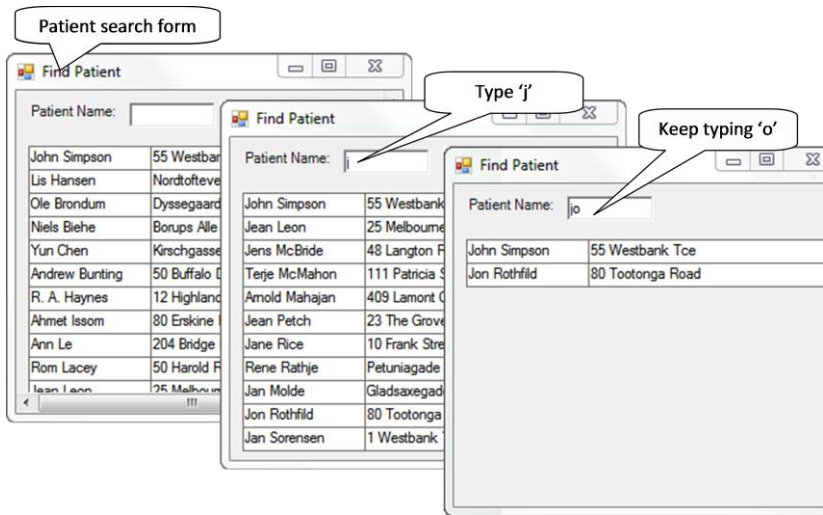 Patient search form
Find Patient
Patient Name:
John Simpson 55 Westbar
Lis Hansen Nordtofteve
Ole Brondum Dyssegaard
Niels Biehe Borups Alle
Yun Chen Kirschgasse
Andrew Bunting 50 Buffalo D
R. A. Haynes 12 Highland
Ahmet Issom 80 Erskine
Ann Le 204 Bridge
Rom Lacey 50 Harold R
Jean Leon 25 Melbourn
Type ‘j’
Find Patient
Patient Name: j
John Simpson 55 Westbank
Jean Leon 25 Melbourne
Jens McBride 48 Langton R
Terje McMahon 111 Patricia S
Arnold Mahajan 409 Lamont C
Jean Petch 23 The Grove
Jane Rice 10 Frank Stre
Rene Rathje Petuniagade
Jan Molde Gladsaxegad
Jon Rothfild 80 Tootonga
Jan Sorensen 1 Westbank T
Keep typing ‘o’
Find Patient
Patient Name: jo
John Simpson 55 Westbank Tce
Jon Rothfild 80 Tootonga Road